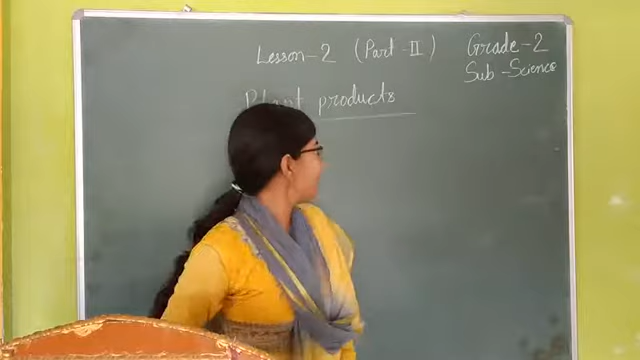 Lesson-2 (Part-II)
Grade-2
Sub-Science
Plant products